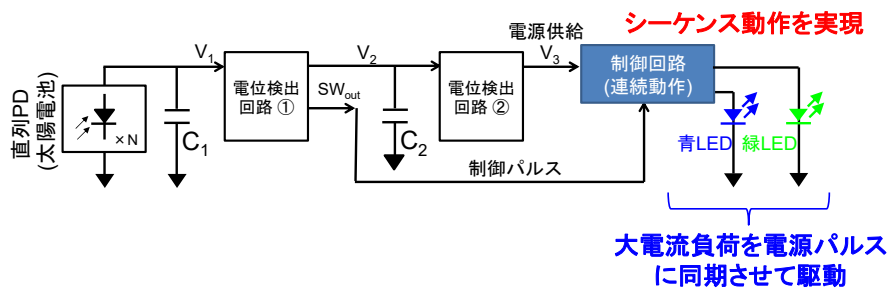 シーケンス動作を実現
電源供給
V1
V2
V3
直列PD
(太陽電池)
×N
C1
電位検出
回路 ①
SWout
C2
電位検出
回路 ②
制御回路
(連続動作)
青LED
緑LED
制御パルス
大電流負荷を電源パルス
に同期させて駆動